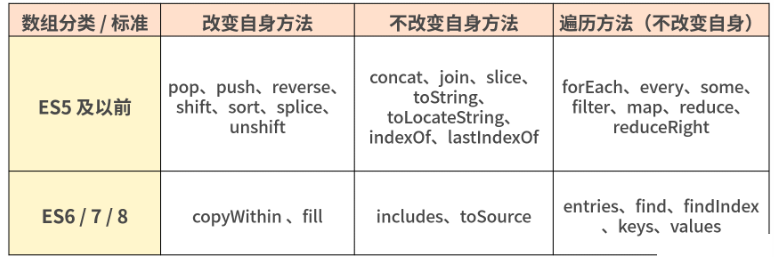 数组分类 / 标准
改变自身方法
不改变自身方法
遍历方法（不改变自身）
ES5 及以前
pop、push、reverse、
shift、sort、splice、
unshift
concat、join、slice、
toString、
toLocateString、
indexOf、lastIndexOf
forEach、every、some、
filter、map、reduce、
reduceRight
ES6 / 7 / 8
copyWithin 、fill
includes、toSource
entries、find、findIndex
、keys、values